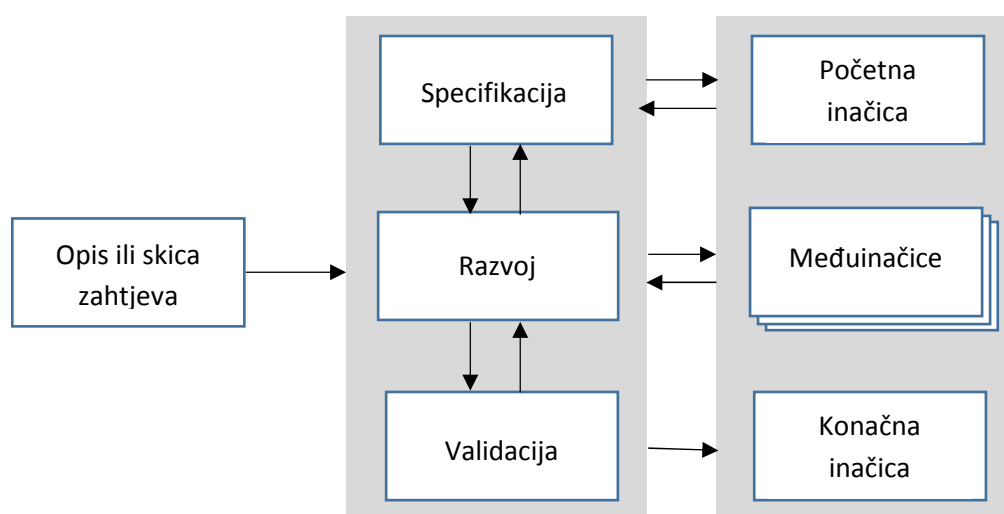 Specifikacija
Početna
inačica
Opis ili skica
zahtjeva
Razvoj
Međuinačice
Validacija
Konačna
inačica